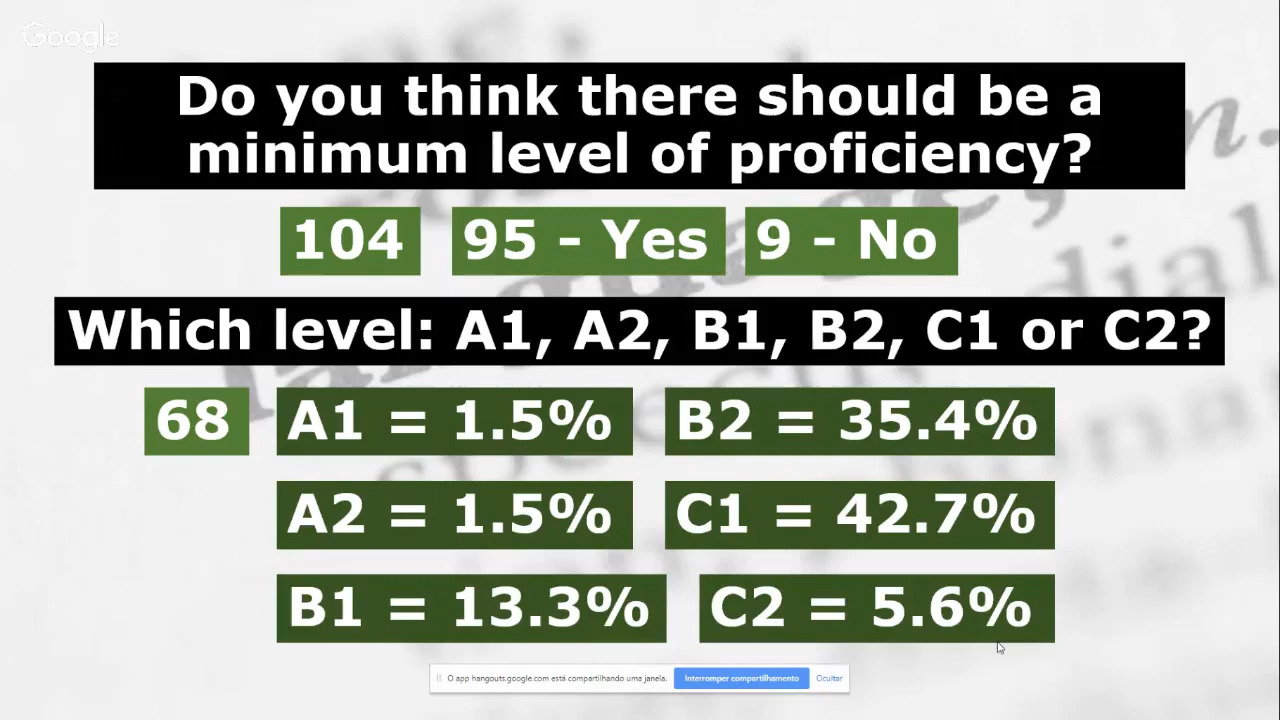 Google
Do you think there should be a
minimum level of proficiency?
104 95 - Yes 9 - No
Which level: A1, A2, B1, B2, C1 or C2?
68 A1 = 1.5% B2 = 35.4%
A2 = 1.5% C1 = 42.7%
B1 = 13.3% C2 = 5.6%
O app hangouts.google.com está compartilhando uma janela. Interromper compartilhamento Ocultar